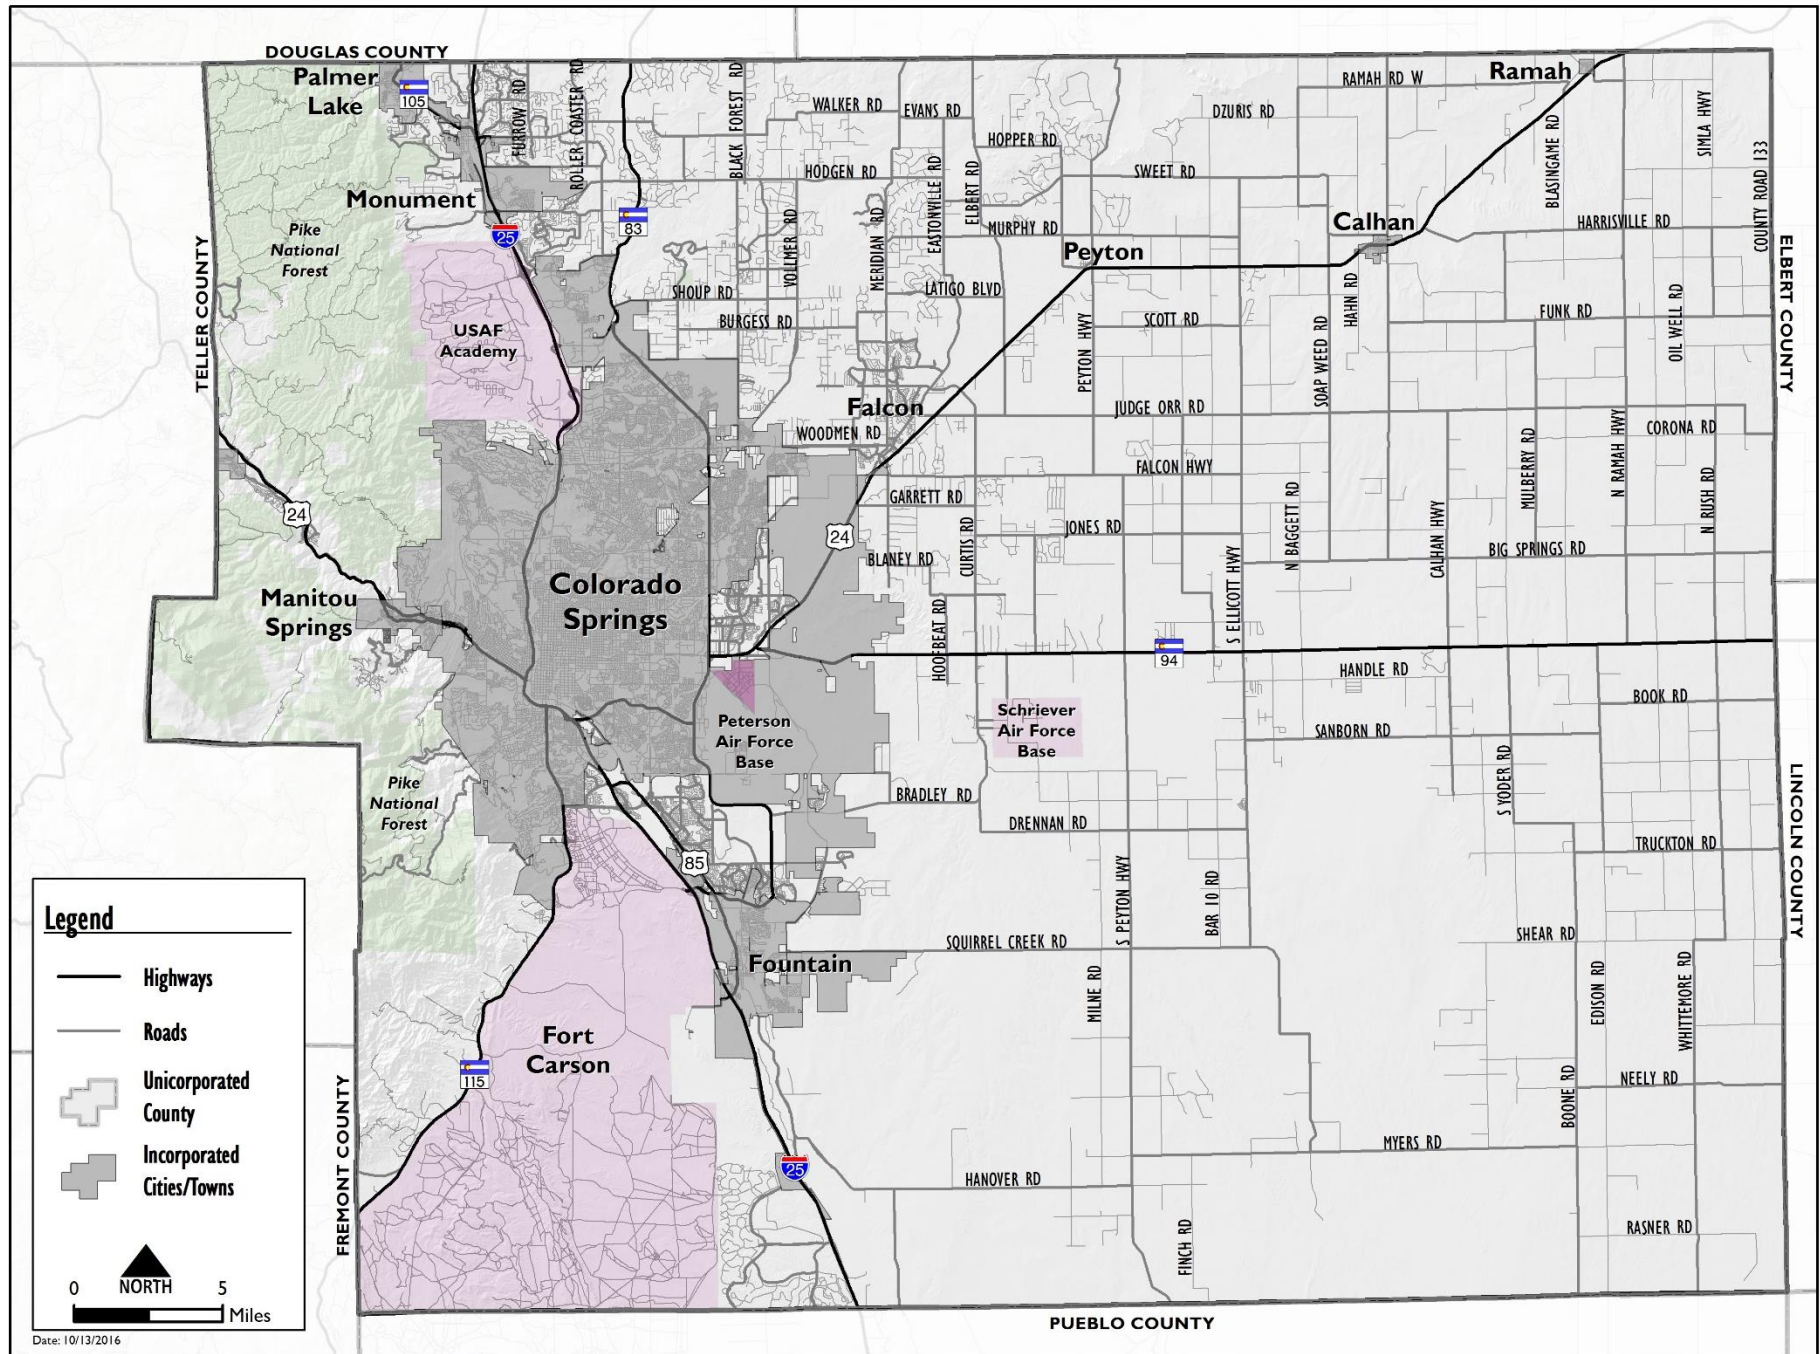 DOUGLAS COUNTY
Palmer
Lake
105
FURROW RD
ROLLER COASTER RD
BLACK FOREST RD
WALKER RD
EVANS RD
HOPPER RD
DZURIS RD
RAMAH RD W
Ramah
SIMLA HWY
BLASINGAME RD
COUNTY ROAD 133
HODGEN RD
EASTONVILLE RD
ELBERT RD
SWEET RD
Monument
83
25
VOLLMER RD
MERIDIAN RD
MURPHY RD
Peyton
Calhan
HARRISVILLE RD
Pike
National
Forest
TELLER COUNTY
ELBERT COUNTY
USAF
Academy
SHOUP RD
BURGESS RD
LATIGO BLVD
PEYTON HWY
SCOTT RD
SOAP WEED RD
HAHN RD
FUNK RD
OIL WELL RD
Falcon
JUDGE ORR RD
WOODMEN RD
FALCON HWY
GARRETT RD
JONES RD
CURTIS RD
BLANEY RD
N BAGGETT RD
CALHAN HWY
MULBERRY RD
N RAMAH HWY
CORONA RD
N RUSH RD
BIG SPRINGS RD
24
24
Manitou
Springs
Colorado
Springs
HOOFBEAT RD
S ELLICOTT HWY
94
HANDLE RD
BOOK RD
SANBORN RD
Peterson
Air Force
Base
Schriever
Air Force
Base
Pike
National
Forest
BRADLEY RD
DRENNAN RD
S YODER RD
TRUCKTON RD
LINCOLN COUNTY
85
S PEYTON HWY
BAR 10 RD
SQUIRREL CREEK RD
SHEAR RD
Fountain
MILNE RD
EDISON RD
WHITTEMORE RD
Fort
Carson
115
FREMONT COUNTY
NEELY RD
BOONE RD
MYERS RD
25
HANOVER RD
FINCH RD
RASNER RD
PUEBLO COUNTY
Legend
Highways
Roads
Unicorporated
County
Incorporated
Cities/Towns
NORTH
0 5
Miles
Date: 10/13/2016